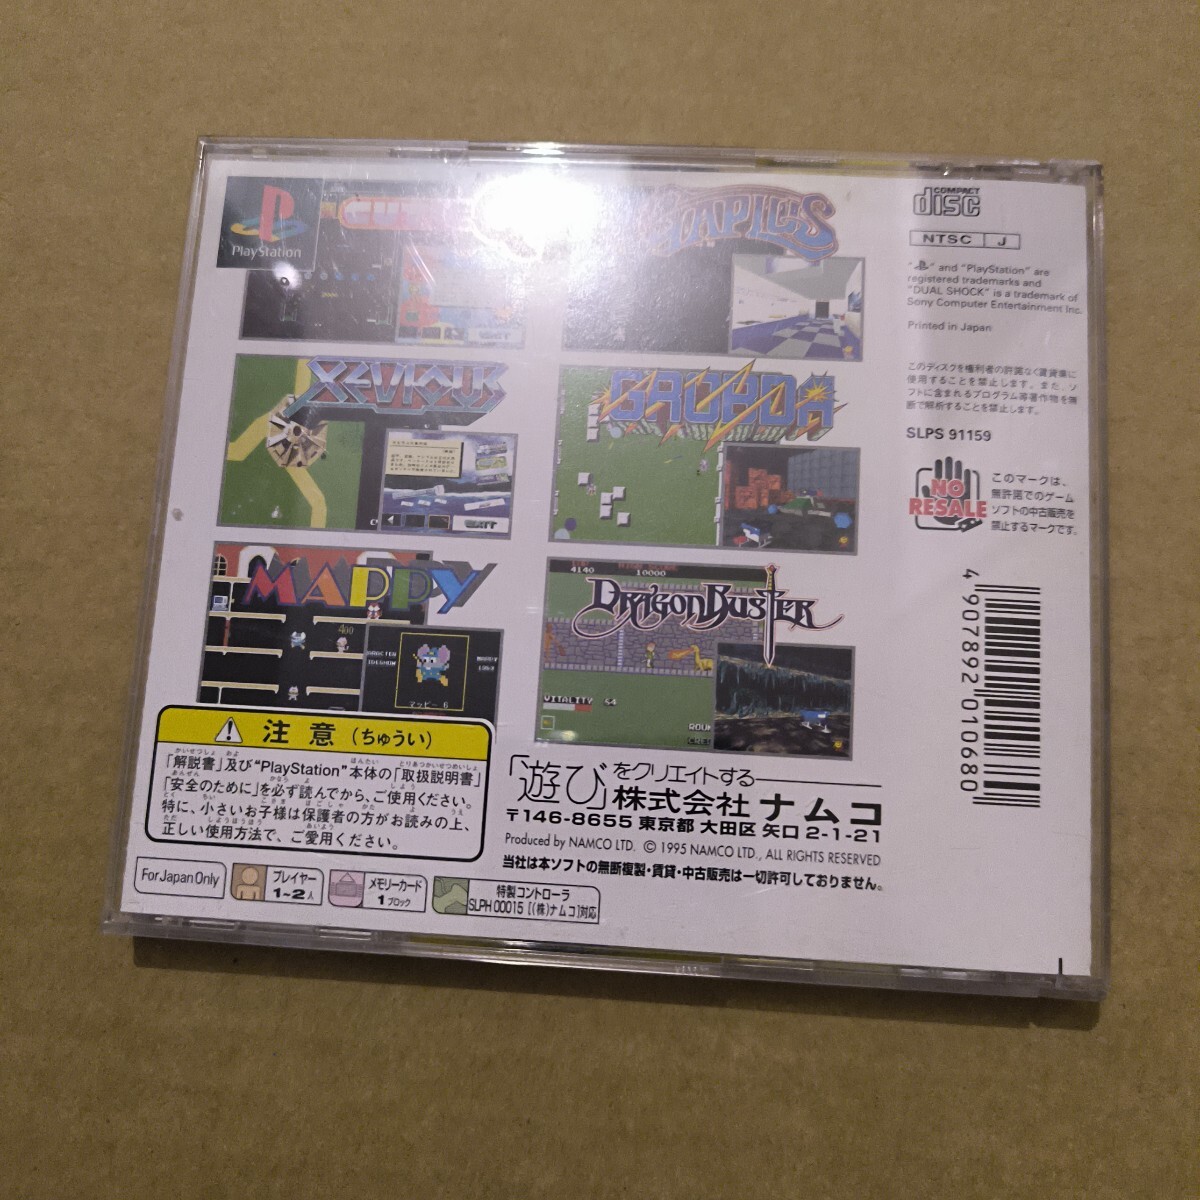 PlayStation
XEVIOUS
EXIT
GROBDA
MAPPY
400
マッピー 6
4140
10000
DRAGON BUSTER
VITALITY 64
COMPACT
disc
NTSC J
"PS" and "PlayStation" are
registered trademarks and
"DUAL SHOCK" is a trademark of
Sony Computer Entertainment Inc.
Printed in Japan
このディスクを権利者の許諾なく賃貸業に
使用することを禁止します。また、ソ
フトに含まれるプログラム等著作物を無
断で解析することを禁止します。
SLPS 91159
NO
RESALE
このマークは、
無許諾でのゲーム
ソフトの中古販売を
禁止するマークです。
4 907892 010680
注意(ちゅうい)
「解説書」及び“PlayStation”本体の「取扱説明書」
「安全のために」を必ず読んでから、ご使用ください。
特に、小さいお子様は保護者の方がお読みの上、
正しい使用方法で、ご愛用ください。
「遊び」をクリエイトする
株式会社 ナムコ
〒146-8655 東京都 大田区 矢口 2-1-21
Produced by NAMCO LTD. © 1995 NAMCO LTD., ALL RIGHTS RESERVED
当社は本ソフトの無断複製・賃貸・中古販売は一切許可しておりません。
For Japan Only
プレイヤー
1~2人
メモリーカード
1ブロック
特製コントローラ
SLPH 00015 [(株)ナムコ]対応